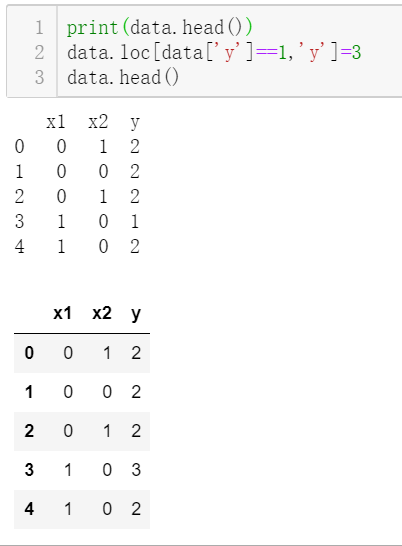 1 print(data.head())
2 data.loc[data['y']==1,'y']=3
3 data.head()
x1 x2 y
0 0 1 2
1 0 0 2
2 0 1 2
3 1 0 1
4 1 0 2
x1 x2 y
0 0 1 2
1 0 0 2
2 0 1 2
3 1 0 3
4 1 0 2